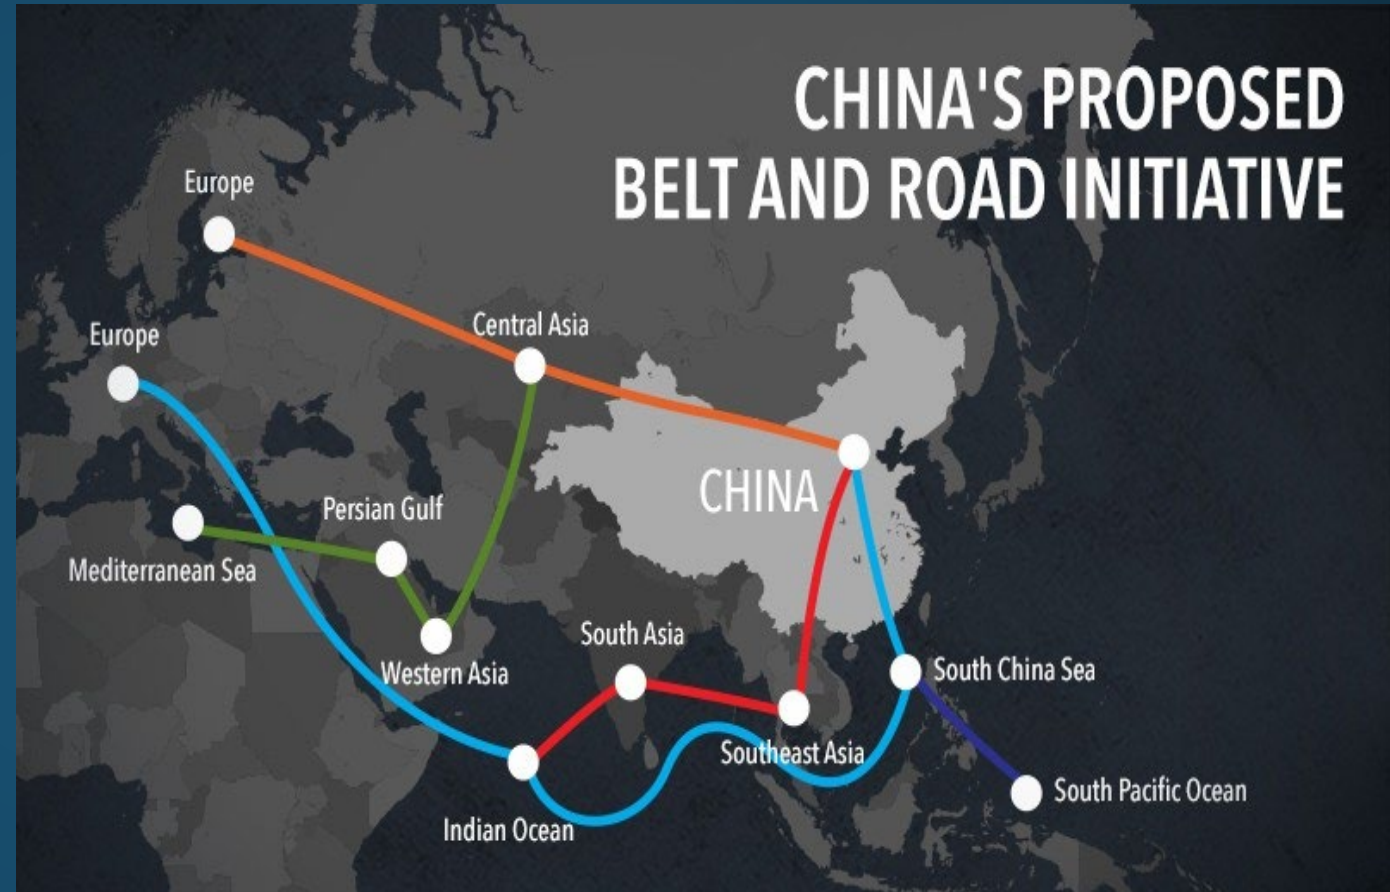 CHINA'S PROPOSED
BELT AND ROAD INITIATIVE
Europe
Central Asia
Europe
CHINA
Persian Gulf
Mediterranean Sea
South Asia
Western Asia
South China Sea
Southeast Asia
South Pacific Ocean
Indian Ocean